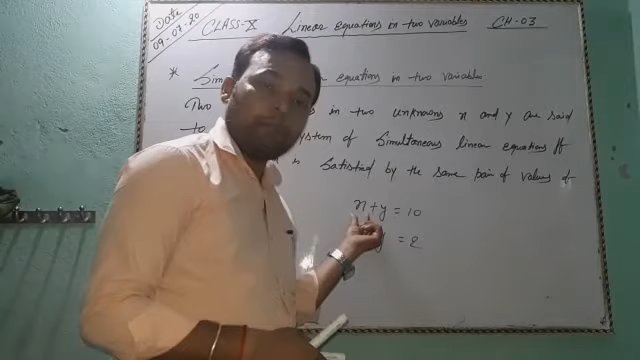 Date 09.07.20 CLASS-X Linear equations in two variables CH-03
* equations in two variable
Two in two unknowns x and y are said
to System of Simultaneous linear equations If
is Satisfied by the same pair of values of
x+y = 10
= 2